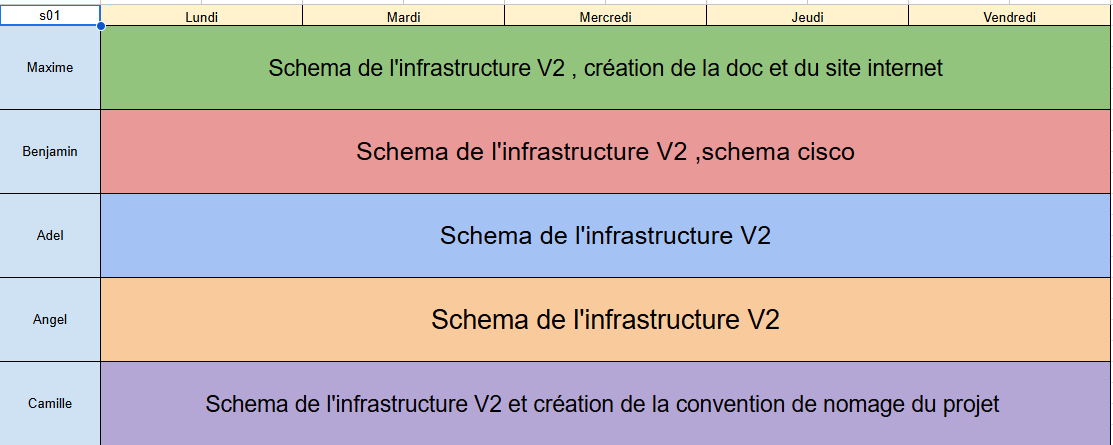 s01 Lundi Mardi Mercredi Jeudi Vendredi
Maxime Schema de l'infrastructure V2 , création de la doc et du site internet
Benjamin Schema de l'infrastructure V2 ,schema cisco
Adel Schema de l'infrastructure V2
Angel Schema de l'infrastructure V2
Camille Schema de l'infrastructure V2 et création de la convention de nomage du projet